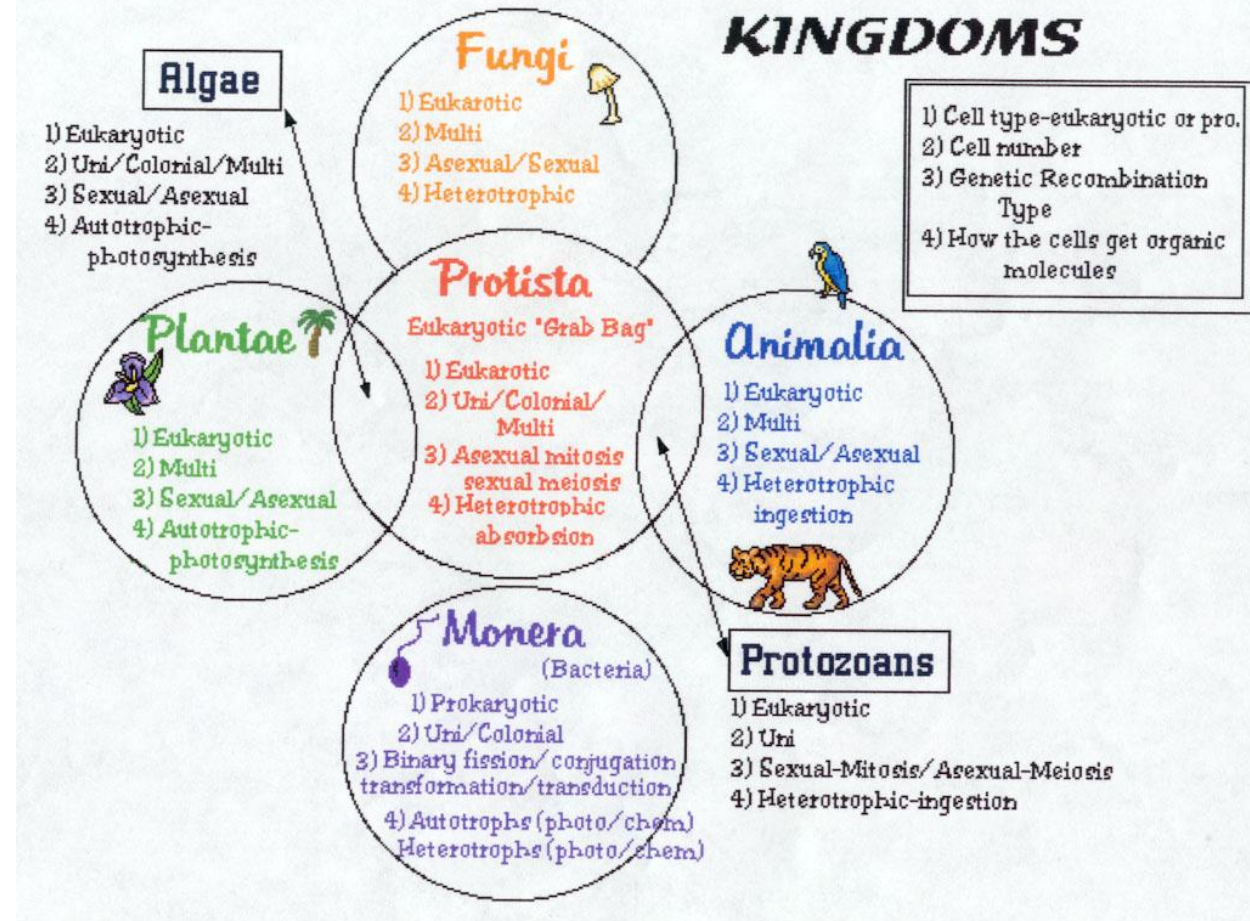 KINGDOMS
Algae
1) Eukaryotic
2) Uni/Colonial/Multi
3) Sexual/Asexual
4) Autotrophic-
photosynthesis
Fungi
1) Eukarotic
2) Multi
3) Asexual/Sexual
4) Heterotrophic
1) Cell type-eukaryotic or pro.
2) Cell number
3) Genetic Recombination
Type
4) How the cells get organic
molecules
Plantae
1) Eukaryotic
2) Multi
3) Sexual/Asexual
4) Autotrophic-
photosynthesis
Protista
Eukaryotic "Grab Bag"
1) Eukarotic
2) Uni/Colonial/
Multi
3) Asexual mitosis
sexual meiosis
4) Heterotrophic
absorbsion
Animalia
1) Eukaryotic
2) Multi
3) Sexual/Asexual
4) Heterotrophic
ingestion
Monera
(Bacteria)
1) Prokaryotic
2) Uni/Colonial
3) Binary fission/conjugation
transformation/transduction
4) Autotrophs (photo/chem)
Heterotrophs (photo/chem)
Protozoans
1) Eukaryotic
2) Uni
3) Sexual-Mitosis/Asexual-Meiosis
4) Heterotrophic-ingestion